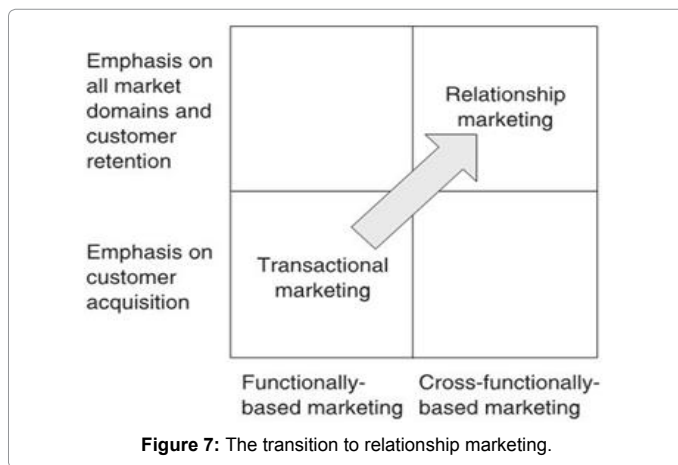 Emphasis on
all market
domains and
customer
retention
Relationship
marketing
Emphasis on
customer
acquisition
Transactional
marketing
Functionally-
based marketing
Cross-functionally-
based marketing
Figure 7: The transition to relationship marketing.